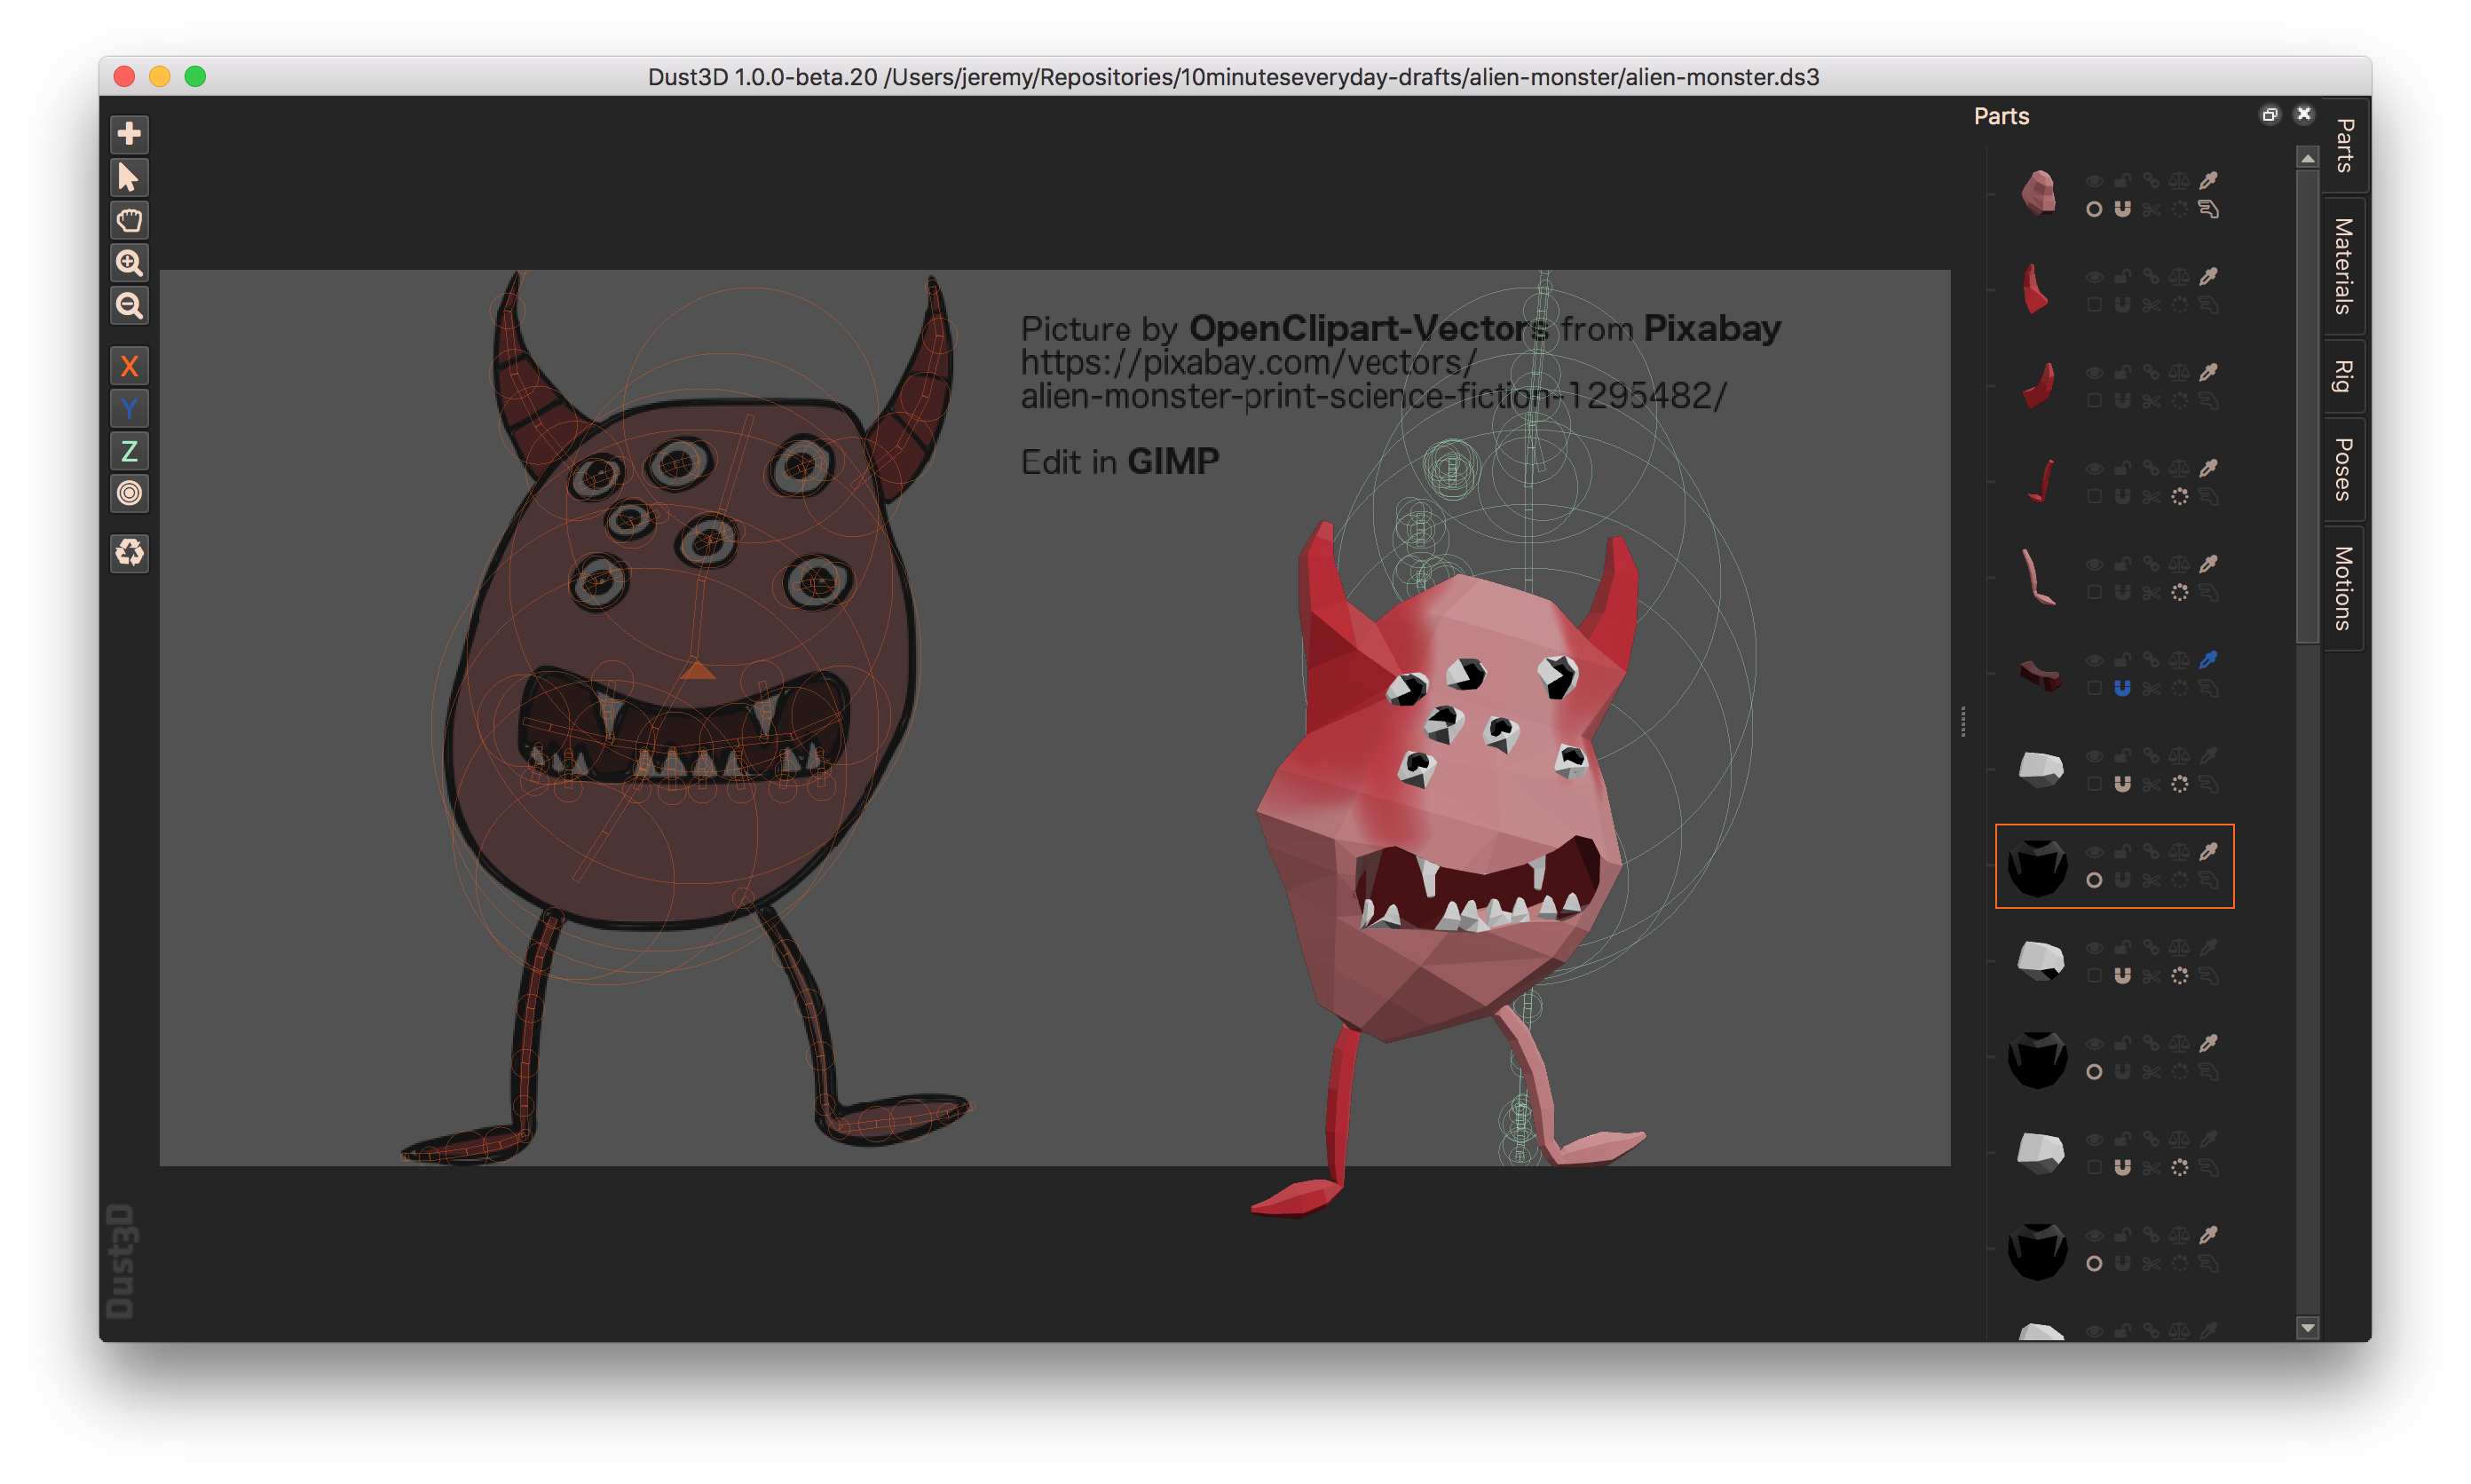 Dust3D 1.0.0-beta.20 /Users/jeremy/Repositories/10minuteseveryday-drafts/alien-monster/alien-monster.ds3
Parts
X
Y
Z
Picture by OpenClipart-Vectors from Pixabay
https://pixabay.com/vectors/
alien-monster-print-science-fiction-1295482/
Edit in GIMP
Parts
Materials
Rig
Poses
Motions
Dust3D